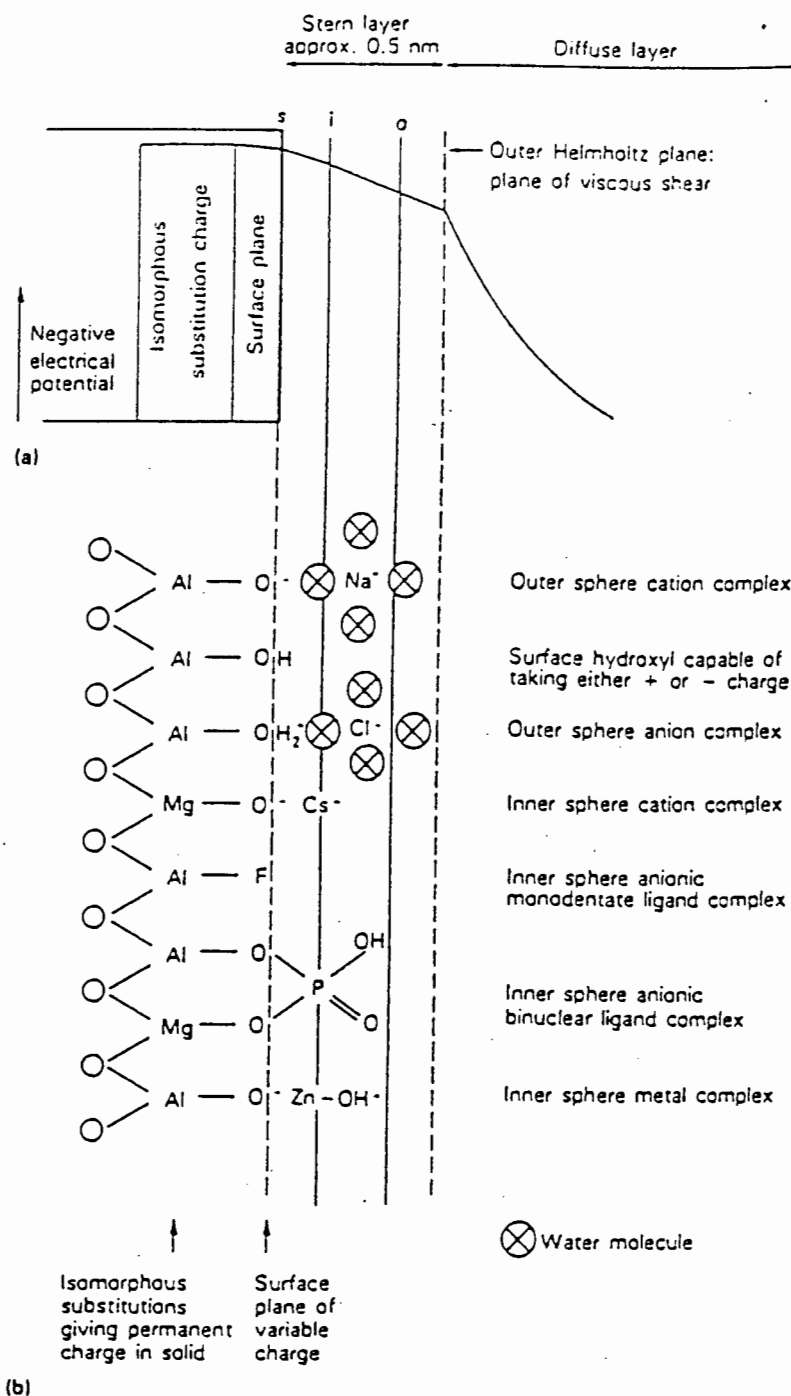 Stern layer
approx. 0.5 nm
Diffuse layer
s
i
o
Outer Helmholtz plane:
plane of viscous shear
Isomorphous
substitution charge
Surface plane
Negative
electrical
potential
(a)
Al — O -
Na-
Outer sphere cation complex
Al — OH
Surface hydroxyl capable of
taking either + or – charge
Al — OH2-
Cl -
Outer sphere anion complex
Mg — O -
Cs -
Inner sphere cation complex
Al — F
Inner sphere anionic
monodentate ligand complex
OH
Al — O
P
Inner sphere anionic
binuclear ligand complex
Mg — O
O
Al — O -
Zn – OH -
Inner sphere metal complex
Water molecule
Isomorphous
substitutions
giving permanent
charge in solid
Surface
plane of
variable
charge
(b)